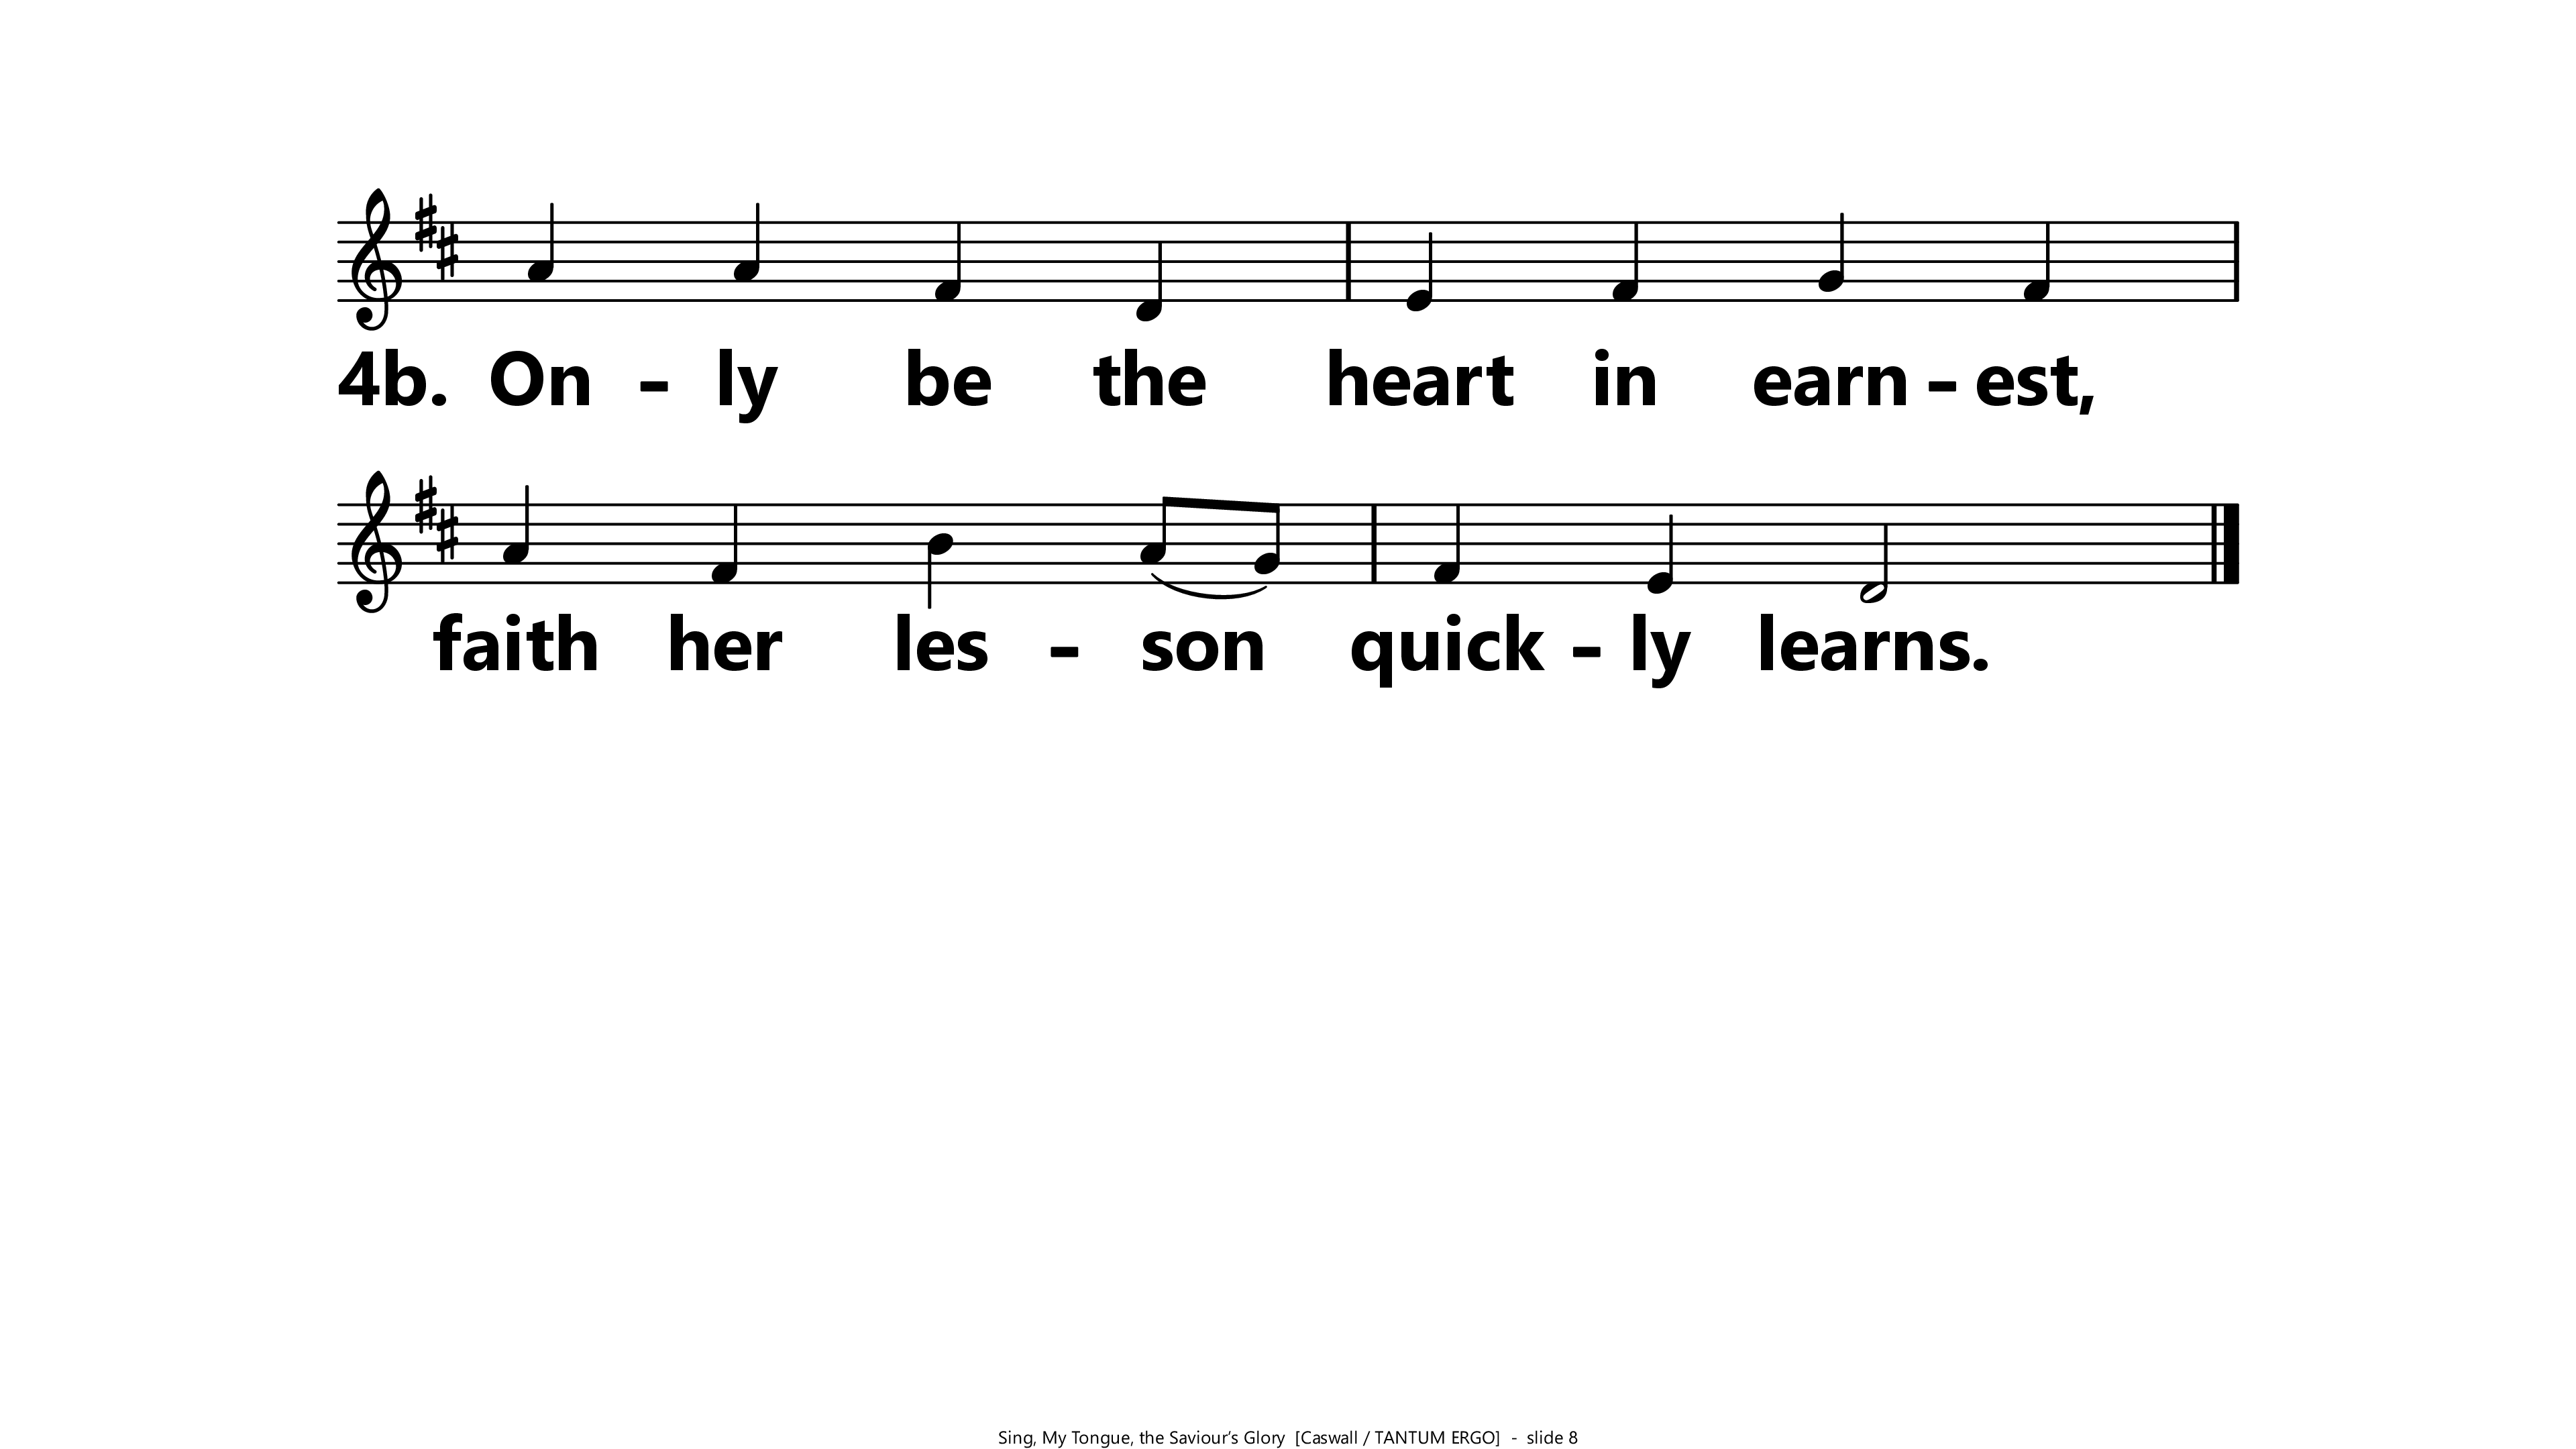 4b. On - ly be the heart in earn - est,
faith her les - son quick - ly learns.
Sing, My Tongue, the Saviour’s Glory [Caswall / TANTUM ERGO] - slide 8